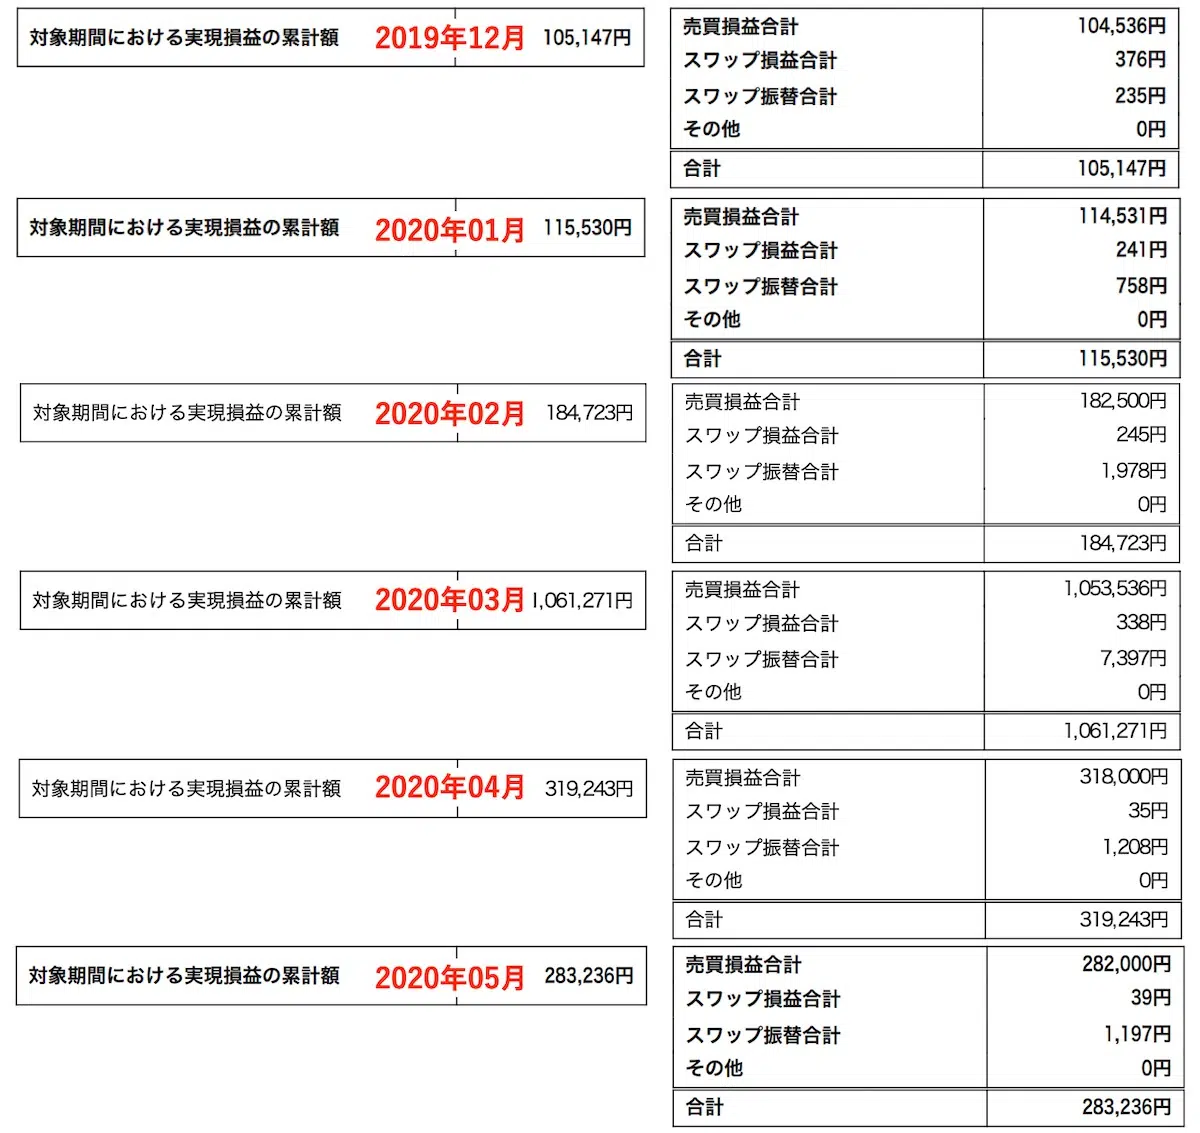 対象期間における実現損益の累計額 2019年12月 105,147円
売買損益合計 104,536円
スワップ損益合計 376円
スワップ振替合計 235円
その他 0円
合計 105,147円
対象期間における実現損益の累計額 2020年01月 115,530円
売買損益合計 114,531円
スワップ損益合計 241円
スワップ振替合計 758円
その他 0円
合計 115,530円
対象期間における実現損益の累計額 2020年02月 184,723円
売買損益合計 182,500円
スワップ損益合計 245円
スワップ振替合計 1,978円
その他 0円
合計 184,723円
対象期間における実現損益の累計額 2020年03月 1,061,271円
売買損益合計 1,053,536円
スワップ損益合計 338円
スワップ振替合計 7,397円
その他 0円
合計 1,061,271円
対象期間における実現損益の累計額 2020年04月 319,243円
売買損益合計 318,000円
スワップ損益合計 35円
スワップ振替合計 1,208円
その他 0円
合計 319,243円
対象期間における実現損益の累計額 2020年05月 283,236円
売買損益合計 282,000円
スワップ損益合計 39円
スワップ振替合計 1,197円
その他 0円
合計 283,236円